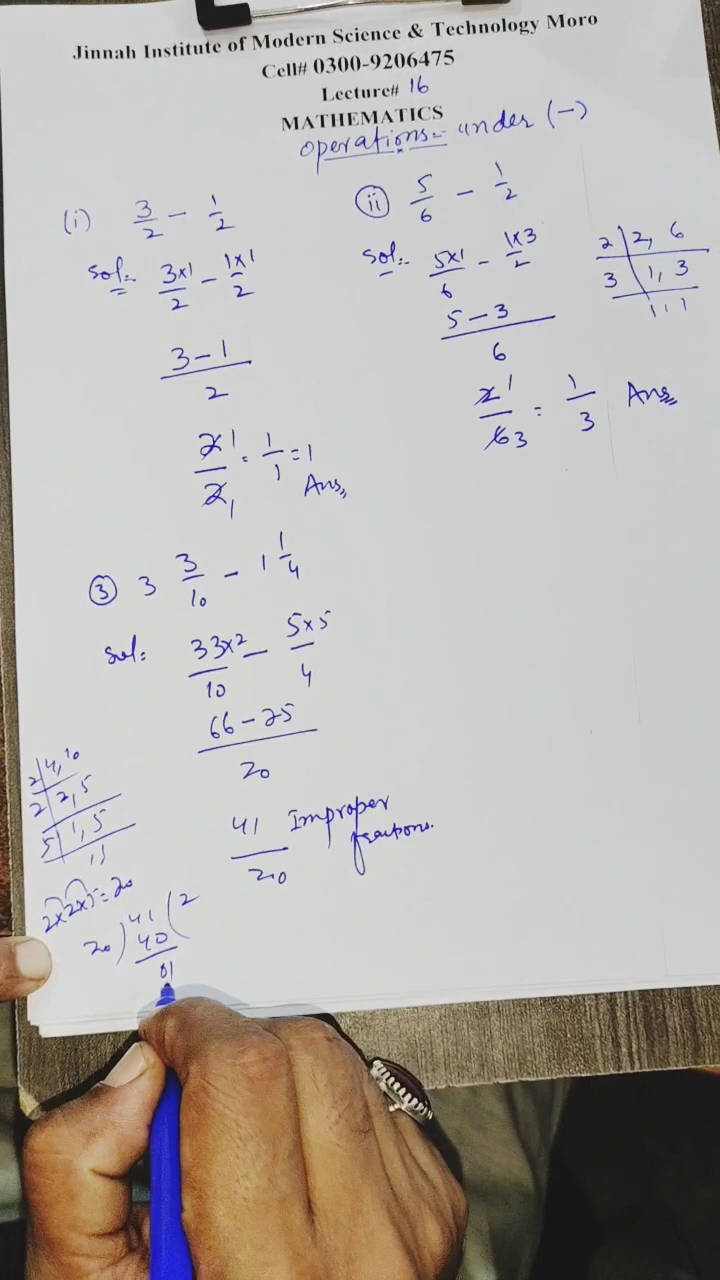 Jinnah Institute of Modern Science & Technology Moro
Cell# 0300-9206475
Lecture# 16
MATHEMATICS
operations:- under (-)
(i) 3/2 - 1/2
Sol:- 3×1/2 - 1×1/2
3-1/2
2 1/2 1 = 1/1 = 1
Ans,,
(ii) 5/6 - 1/2
Sol:- 5×1/6 - 1×3/2
5-3/6
2 1/6 3 = 1/3 Ans
2 | 2, 6
3 | 1, 3
1, 1
(3) 3 3/10 - 1 1/4
Sol: 33×2/10 - 5×5/4
66-25/20
41/20 Improper
fractions.
2 | 4, 10
2 | 2, 5
5 | 1, 5
1,
2×2×5=20
20 ) 41 ( 2
40
01